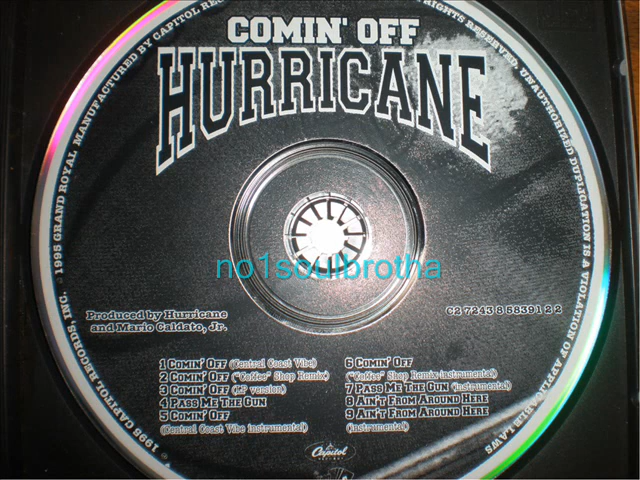 COMIN' OFF
HURRICANE
1995 GRAND ROYAL MANUFACTURED BY CAPITOL REC
RIGHTS RESERVED. UNAUTHORIZED DUPLICATION IS A VIOLATION OF APPLICABLE LAWS
1995 CAPITOL RECORDS, INC.
no1soulbrotha
Produced by Hurricane
and Mario Caldato, Jr.
C2 7243 8 58391 2 2
1 COMIN' OFF (Central Coast Vibe)
2 COMIN' OFF ("Coffee" Shop Remix)
3 COMIN' OFF (LP version)
4 PASS ME THE GUN
5 COMIN' OFF
(Central Coast Vibe instrumental)
6 COMIN' OFF
("Coffee" Shop Remix instrumental)
7 PASS ME THE GUN (instrumental)
8 AIN'T FROM AROUND HERE
9 AIN'T FROM AROUND HERE
(instrumental)
Capitol